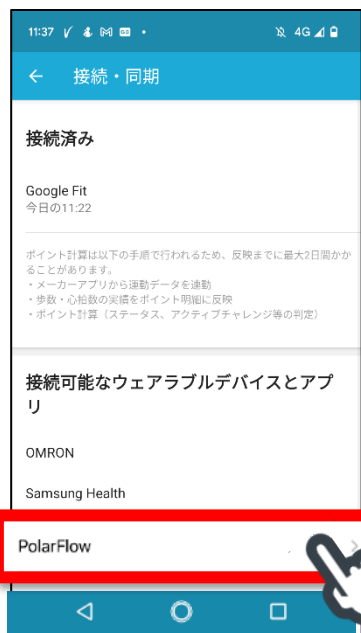 11:37
4G
接続・同期
接続済み
Google Fit
今日の11:22
ポイント計算は以下の手順で行われるため、反映までに最大2日間かか
ることがあります。
・メーカーアプリから運動データを連動
・歩数・心拍数の実績をポイント明細に反映
・ポイント計算（ステータス、アクティブチャレンジ等の判定）
接続可能なウェアラブルデバイスとアプ
リ
OMRON
Samsung Health
PolarFlow